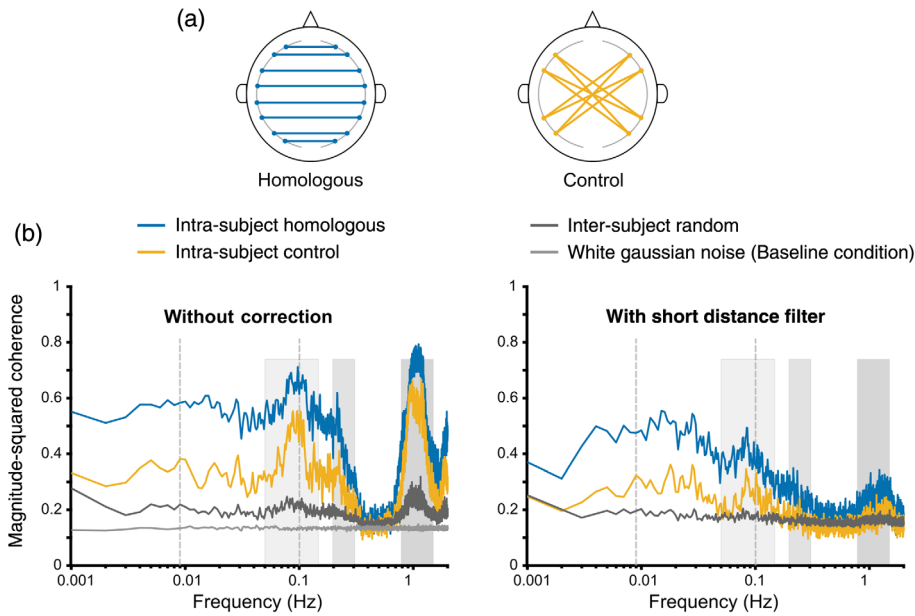 (a)
Homologous
Control
(b)
Intra-subject homologous
Intra-subject control
Inter-subject random
White gaussian noise (Baseline condition)
Magnitude-squared coherence
1
0.8
0.6
0.4
0.2
0
Without correction
0.001
0.01
0.1
1
Frequency (Hz)
1
0.8
0.6
0.4
0.2
0
With short distance filter
0.001
0.01
0.1
1
Frequency (Hz)